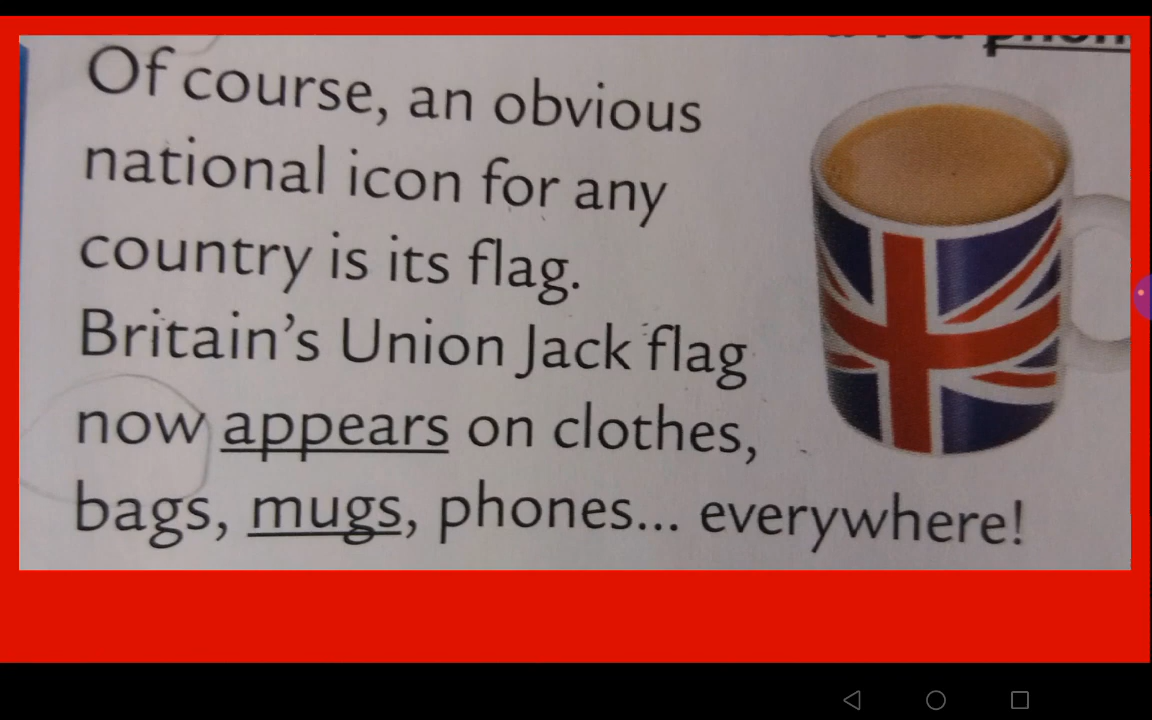 Of course, an obvious
national icon for any
country is its flag.
Britain's Union Jack flag
now appears on clothes,
bags, mugs, phones... everywhere!